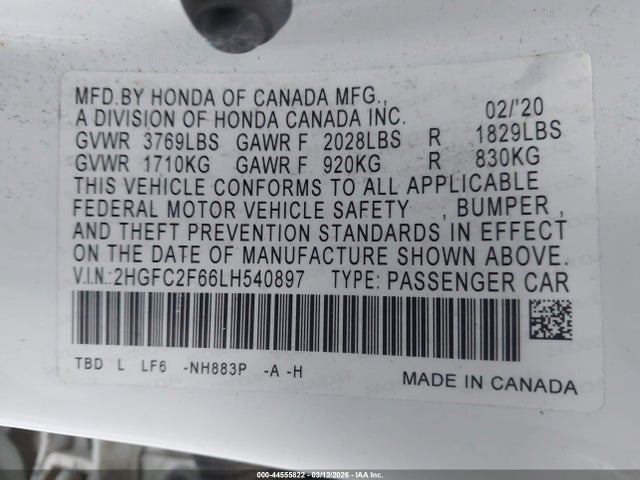 MFD.BY HONDA OF CANADA MFG.,
A DIVISION OF HONDA CANADA INC. 02/'20
GVWR 3769LBS GAWR F 2028LBS R 1829LBS
GVWR 1710KG GAWR F 920KG R 830KG
THIS VEHICLE CONFORMS TO ALL APPLICABLE
FEDERAL MOTOR VEHICLE SAFETY , BUMPER ,
AND THEFT PREVENTION STANDARDS IN EFFECT
ON THE DATE OF MANUFACTURE SHOWN ABOVE.
V.I.N.:2HGFC2F66LH540897 TYPE: PASSENGER CAR
TBD L LF6 -NH883P -A -H
MADE IN CANADA
000-44555822 - 03/12/2026 - IAA Inc.